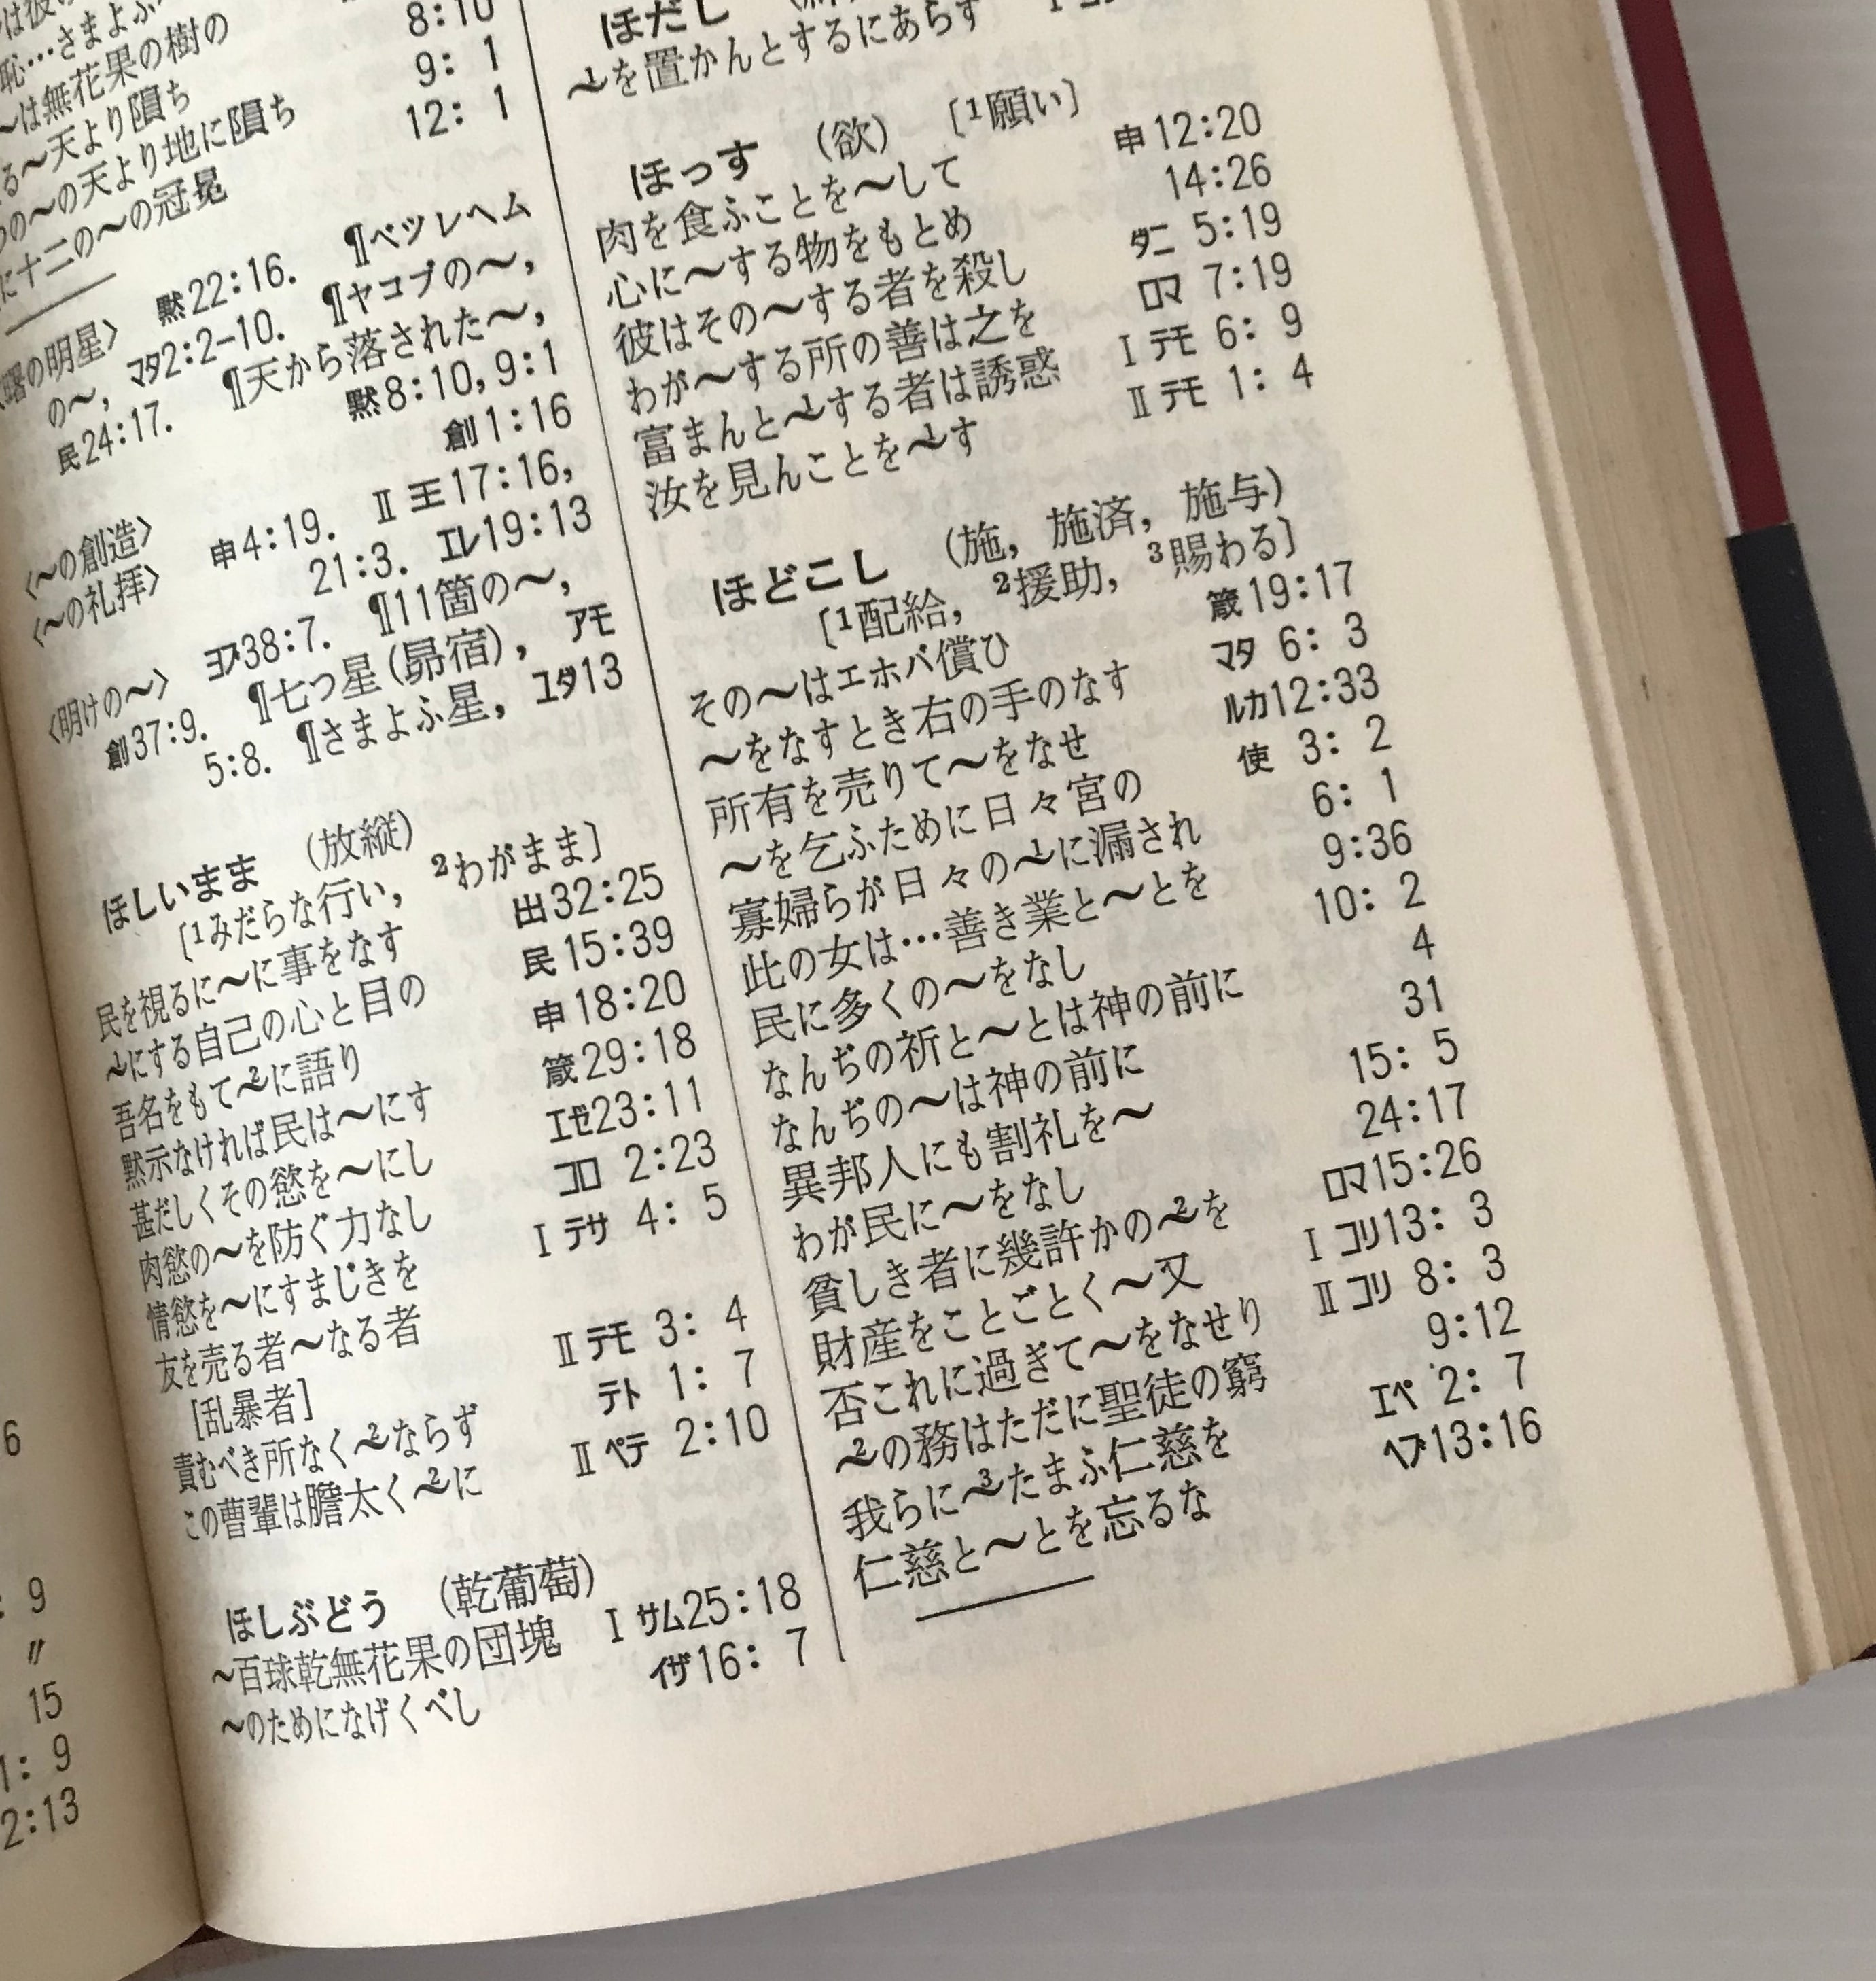 8:10
恥…さまよふ
9: 1
〜は無花果の樹の
12: 1
る〜天より隕ち
の〜の天より地に隕ち
に十二の〜の冠冕
〈曙の明星〉 黙22:16. ¶ベツレヘム
の〜, マタ2:2-10. ¶ヤコブの〜,
民24:17. ¶天から落された〜,
黙8:10, 9:1
〈〜の創造〉 創1:16
〈〜の礼拝〉 申4:19. Ⅱ 王17:16,
21:3. エレ19:13
〈明けの〜〉 ヨブ38:7. ¶11箇の〜,
創37:9. ¶七つ星(昴宿), アモ
5:8. ¶さまよふ星, ユダ13
ほしいまま (放縦)
[1みだらな行い, 2わがまま]
民を視るに〜に事をなす 出32:25
〜にする自己の心と目の 民15:39
吾名をもて〜2に語り 申18:20
黙示なければ民は〜にす 箴29:18
甚だしくその慾を〜にし エゼ23:11
肉慾の〜を防ぐ力なし コロ 2:23
情慾を〜にすまじきを Ⅰ テサ 4: 5
友を売る者〜なる者
[乱暴者] Ⅱ テモ 3: 4
責むべき所なく〜2ならず テト 1: 7
この曹輩は膽太く〜2に Ⅱ ペテ 2:10
ほしぶどう (乾葡萄)
〜百球乾無花果の団塊 Ⅰ サム25:18
〜のためになげくべし イザ16: 7
ほだし
〜1を置かんとするにあらず
ほっす (欲) [1願い]
肉を食ふことを〜して 申12:20
心に〜する物をもとめ 14:26
彼はその〜する者を殺し ダニ 5:19
わが〜する所の善は之を ロマ 7:19
富まんと〜1する者は誘惑 Ⅰ テモ 6: 9
汝を見んことを〜1す Ⅱ テモ 1: 4
ほどこし (施, 施済, 施与)
[1配給, 2援助, 3賜わる]
その〜はエホバ償ひ 箴19:17
〜をなすとき右の手のなす マタ 6: 3
所有を売りて〜をなせ ルカ12:33
〜を乞ふために日々宮の 使 3: 2
寡婦らが日々の〜1に漏され 6: 1
此の女は…善き業と〜とを 9:36
民に多くの〜をなし 10: 2
なんぢの祈と〜とは神の前に 4
なんぢの〜は神の前に 31
異邦人にも割礼を〜 15: 5
わが民に〜をなし 24:17
貧しき者に幾許かの〜2を ロマ15:26
財産をことごとく〜又 Ⅰ コリ13: 3
否これに過ぎて〜をなせり Ⅱ コリ 8: 3
〜2の務はただに聖徒の窮 9:12
我らに〜3たまふ仁慈を エペ 2: 7
仁慈と〜とを忘るな ヘブ13:16
6
: 9
〃
15
1: 9
2:13